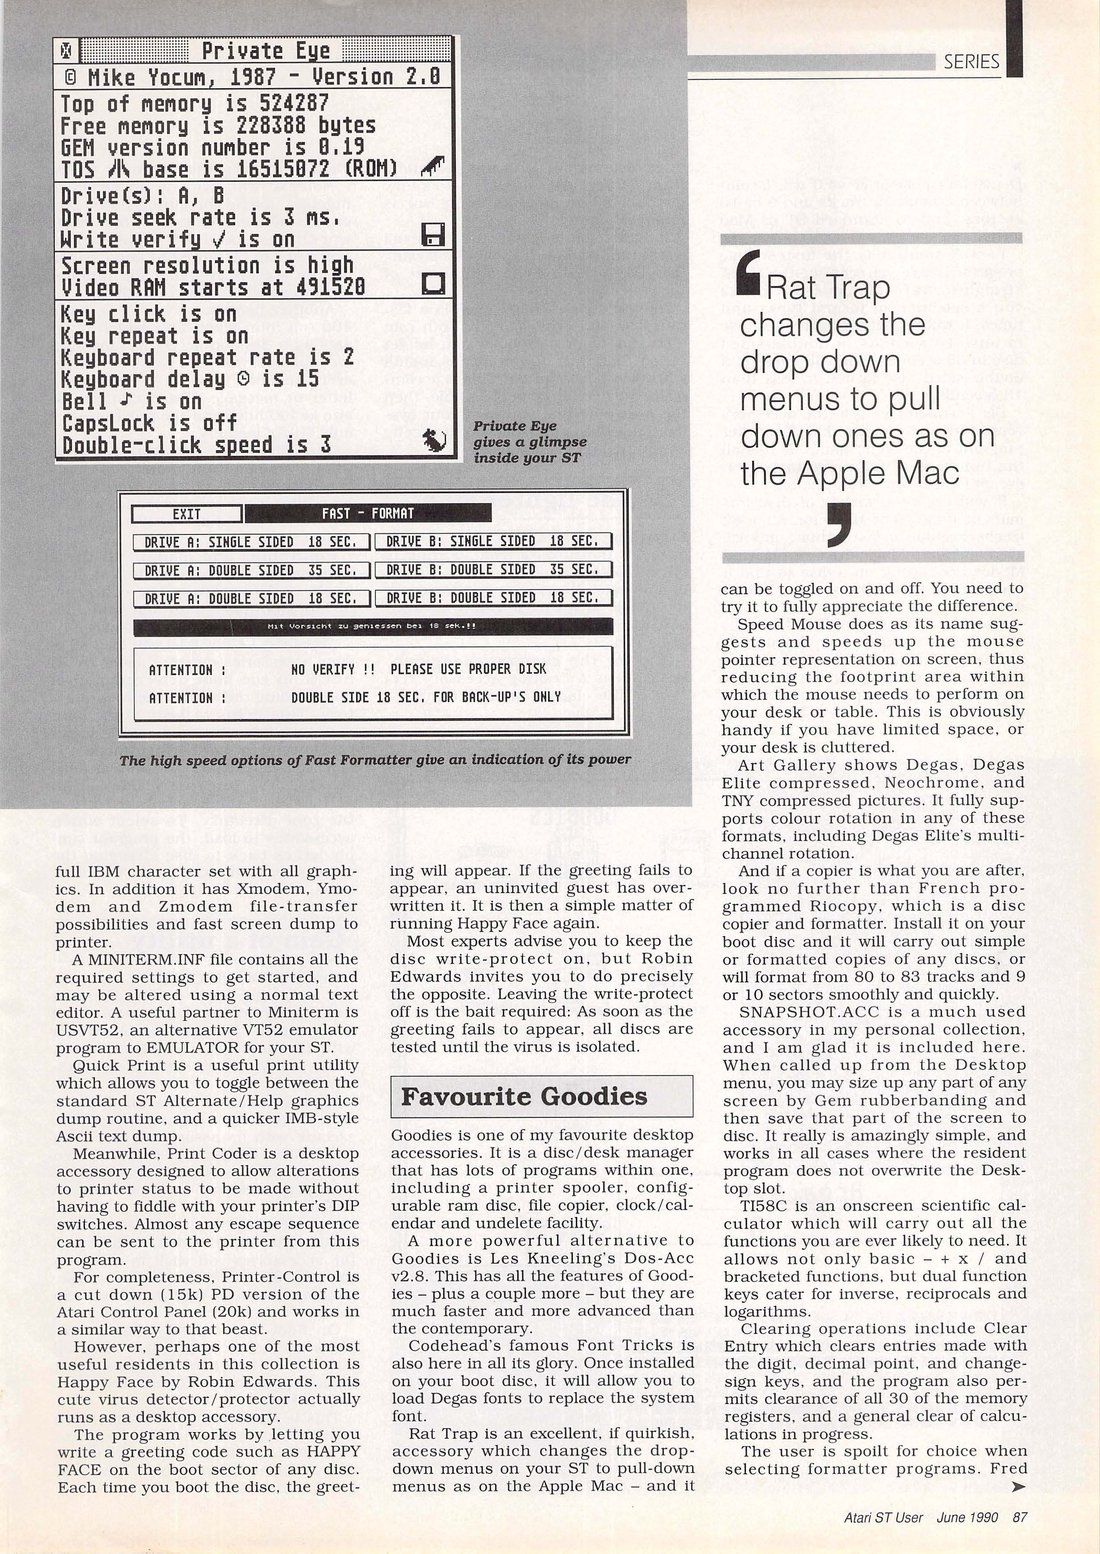 SERIES
Private Eye
© Mike Yocum, 1987 - Version 2.0
Top of memory is 524287
Free memory is 228388 bytes
GEM version number is 0.19
TOS base is 16515072 (ROM)
Drive(s): A, B
Drive seek rate is 3 ms.
Write verify ✓ is on
Screen resolution is high
Video RAM starts at 491520
Key click is on
Key repeat is on
Keyboard repeat rate is 2
Keyboard delay is 15
Bell ♪ is on
CapsLock is off
Double-click speed is 3
Private Eye
gives a glimpse
inside your ST
EXIT FAST - FORMAT
DRIVE A: SINGLE SIDED 18 SEC. DRIVE B: SINGLE SIDED 18 SEC.
DRIVE A: DOUBLE SIDED 35 SEC. DRIVE B: DOUBLE SIDED 35 SEC.
DRIVE A: DOUBLE SIDED 18 SEC. DRIVE B: DOUBLE SIDED 18 SEC.
Mit Vorsicht zu geniessen bei 18 sek.!!
ATTENTION : NO VERIFY !! PLEASE USE PROPER DISK
ATTENTION : DOUBLE SIDE 18 SEC. FOR BACK-UP'S ONLY
The high speed options of Fast Formatter give an indication of its power
‘Rat Trap
changes the
drop down
menus to pull
down ones as on
the Apple Mac
’
full IBM character set with all graph-
ics. In addition it has Xmodem, Ymo-
dem and Zmodem file-transfer
possibilities and fast screen dump to
printer.
A MINITERM.INF file contains all the
required settings to get started, and
may be altered using a normal text
editor. A useful partner to Miniterm is
USVT52, an alternative VT52 emulator
program to EMULATOR for your ST.
Quick Print is a useful print utility
which allows you to toggle between the
standard ST Alternate/Help graphics
dump routine, and a quicker IMB-style
Ascii text dump.
Meanwhile, Print Coder is a desktop
accessory designed to allow alterations
to printer status to be made without
having to fiddle with your printer's DIP
switches. Almost any escape sequence
can be sent to the printer from this
program.
For completeness, Printer-Control is
a cut down (15k) PD version of the
Atari Control Panel (20k) and works in
a similar way to that beast.
However, perhaps one of the most
useful residents in this collection is
Happy Face by Robin Edwards. This
cute virus detector/protector actually
runs as a desktop accessory.
The program works by letting you
write a greeting code such as HAPPY
FACE on the boot sector of any disc.
Each time you boot the disc, the greet-
ing will appear. If the greeting fails to
appear, an uninvited guest has over-
written it. It is then a simple matter of
running Happy Face again.
Most experts advise you to keep the
disc write-protect on, but Robin
Edwards invites you to do precisely
the opposite. Leaving the write-protect
off is the bait required: As soon as the
greeting fails to appear, all discs are
tested until the virus is isolated.
Favourite Goodies
Goodies is one of my favourite desktop
accessories. It is a disc/desk manager
that has lots of programs within one,
including a printer spooler, config-
urable ram disc, file copier, clock/cal-
endar and undelete facility.
A more powerful alternative to
Goodies is Les Kneeling's Dos-Acc
v2.8. This has all the features of Good-
ies – plus a couple more – but they are
much faster and more advanced than
the contemporary.
Codehead's famous Font Tricks is
also here in all its glory. Once installed
on your boot disc, it will allow you to
load Degas fonts to replace the system
font.
Rat Trap is an excellent, if quirkish,
accessory which changes the drop-
down menus on your ST to pull-down
menus as on the Apple Mac – and it
can be toggled on and off. You need to
try it to fully appreciate the difference.
Speed Mouse does as its name sug-
gests and speeds up the mouse
pointer representation on screen, thus
reducing the footprint area within
which the mouse needs to perform on
your desk or table. This is obviously
handy if you have limited space, or
your desk is cluttered.
Art Gallery shows Degas, Degas
Elite compressed, Neochrome, and
TNY compressed pictures. It fully sup-
ports colour rotation in any of these
formats, including Degas Elite's multi-
channel rotation.
And if a copier is what you are after,
look no further than French pro-
grammed Riocopy, which is a disc
copier and formatter. Install it on your
boot disc and it will carry out simple
or formatted copies of any discs, or
will format from 80 to 83 tracks and 9
or 10 sectors smoothly and quickly.
SNAPSHOT.ACC is a much used
accessory in my personal collection,
and I am glad it is included here.
When called up from the Desktop
menu, you may size up any part of any
screen by Gem rubberbanding and
then save that part of the screen to
disc. It really is amazingly simple, and
works in all cases where the resident
program does not overwrite the Desk-
top slot.
TI58C is an onscreen scientific cal-
culator which will carry out all the
functions you are ever likely to need. It
allows not only basic – + x / and
bracketed functions, but dual function
keys cater for inverse, reciprocals and
logarithms.
Clearing operations include Clear
Entry which clears entries made with
the digit, decimal point, and change-
sign keys, and the program also per-
mits clearance of all 30 of the memory
registers, and a general clear of calcu-
lations in progress.
The user is spoilt for choice when
selecting formatter programs. Fred
➤
Atari ST User June 1990 87